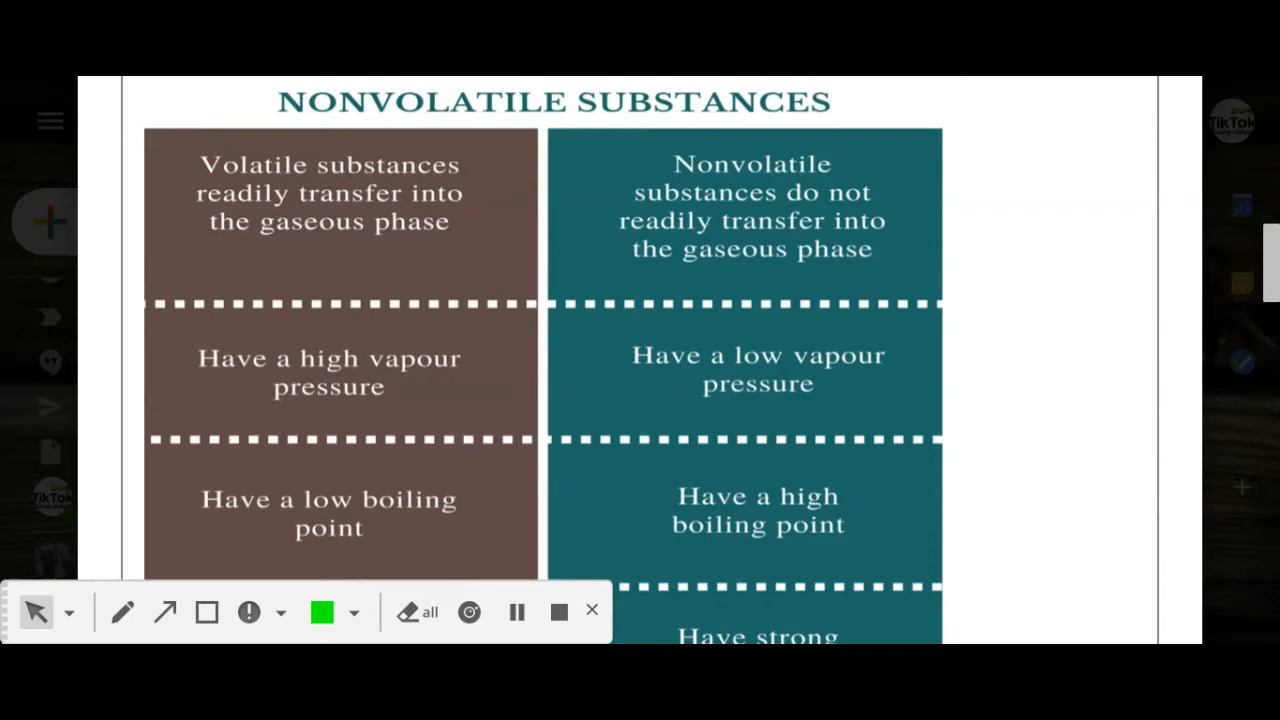 NONVOLATILE SUBSTANCES
Volatile substances
readily transfer into
the gaseous phase
Nonvolatile
substances do not
readily transfer into
the gaseous phase
Have a high vapour
pressure
Have a low vapour
pressure
Have a low boiling
point
Have a high
boiling point
Have strong
all
TikTok
TikTok